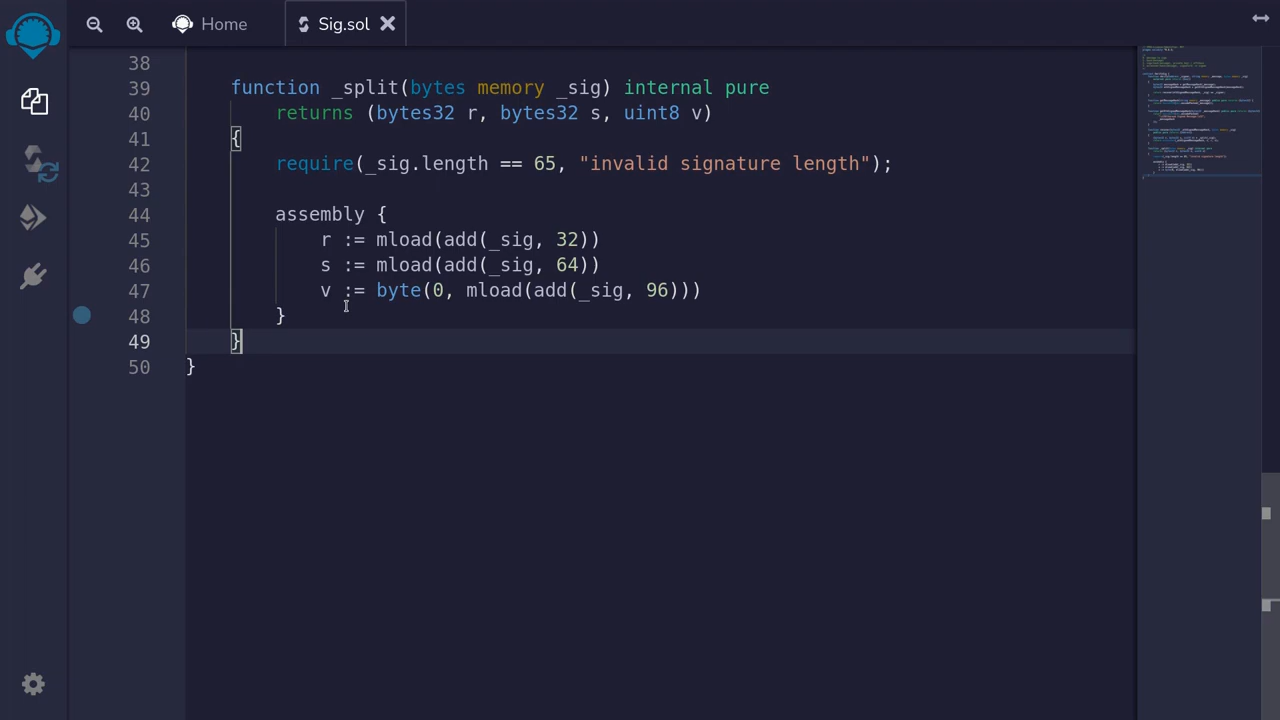 Home
Sig.sol
38
39 function _split(bytes memory _sig) internal pure
40 returns (bytes32 r, bytes32 s, uint8 v)
41 {
42 require(_sig.length == 65, "invalid signature length");
43
44 assembly {
45 r := mload(add(_sig, 32))
46 s := mload(add(_sig, 64))
47 v := byte(0, mload(add(_sig, 96)))
48 }
49 }
50 }